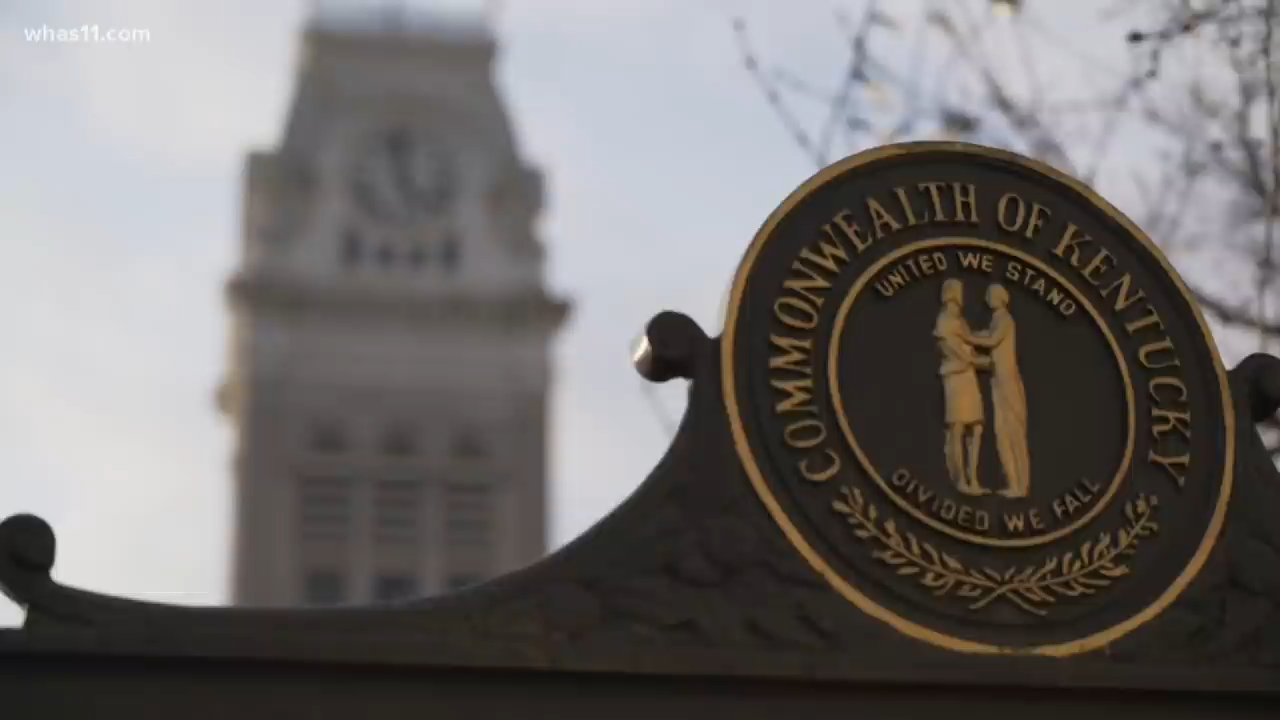 whas11.com
COMMONWEALTH OF KENTUCKY
UNITED WE STAND
DIVIDED WE FALL